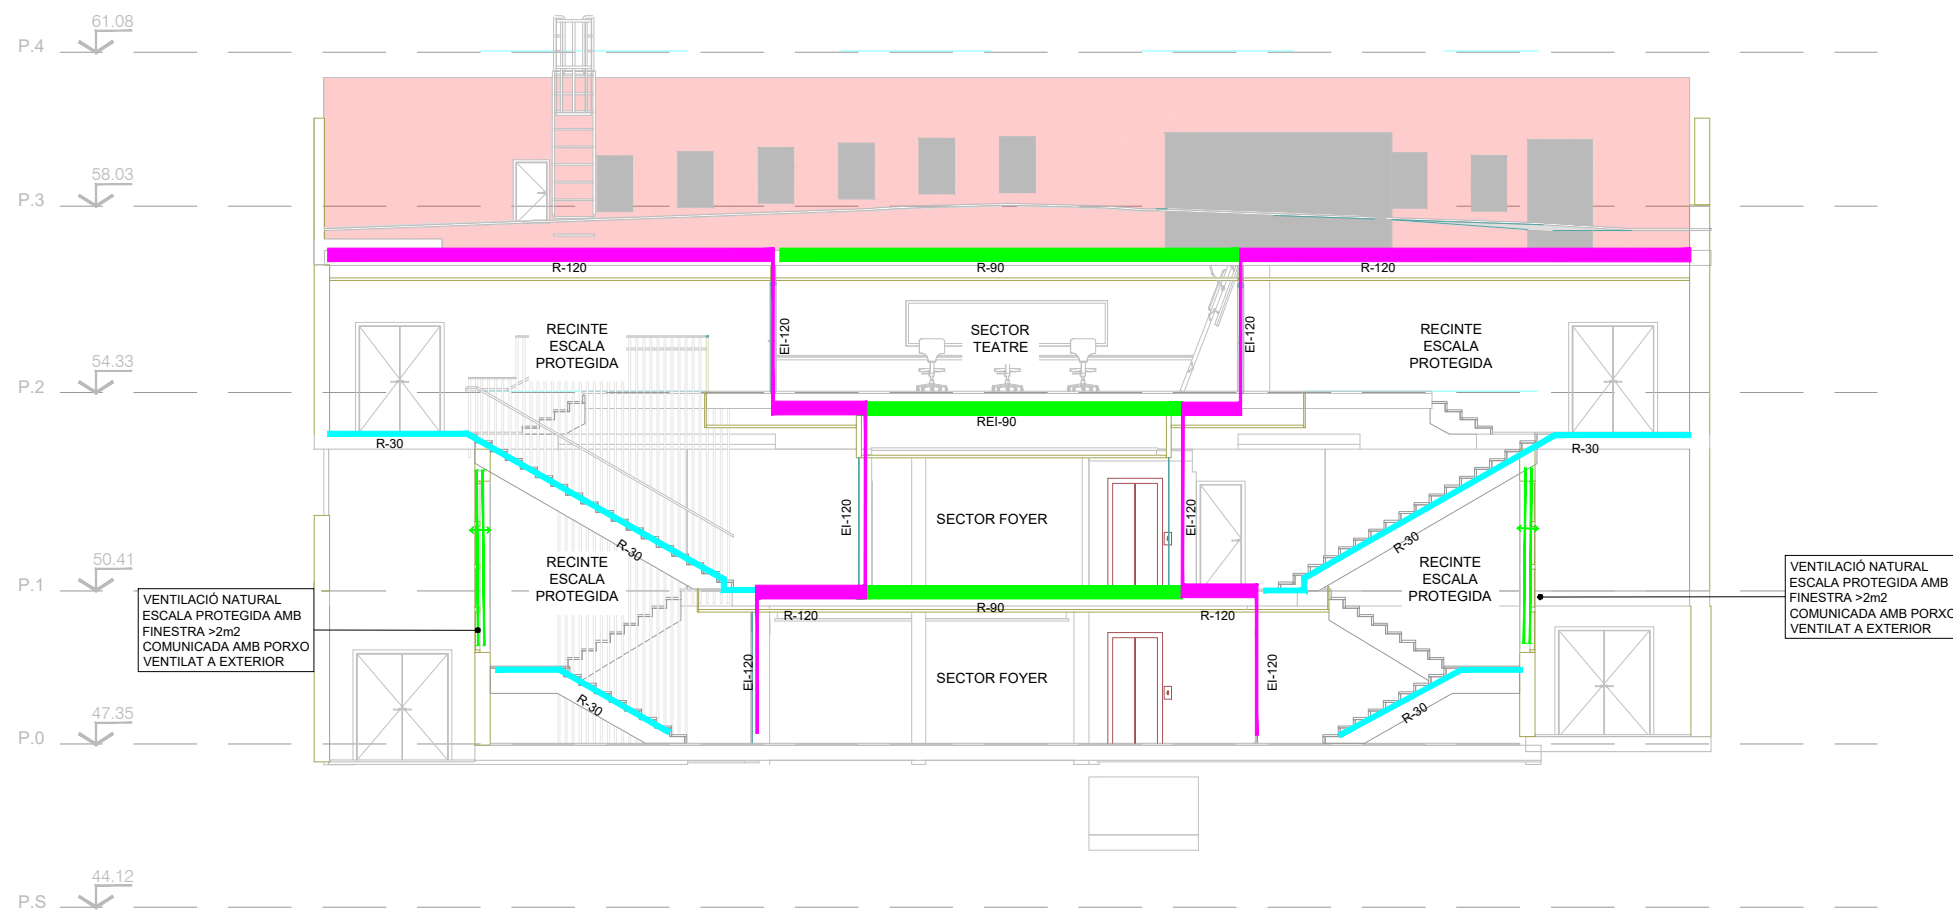 61.08
P.4
58.03
P.3
R-120
R-90
R-120
EI-120
EI-120
RECINTE
ESCALA
PROTEGIDA
SECTOR
TEATRE
RECINTE
ESCALA
PROTEGIDA
54.33
P.2
REI-90
R-30
R-30
EI-120
EI-120
SECTOR FOYER
R-30
R-30
RECINTE
ESCALA
PROTEGIDA
RECINTE
ESCALA
PROTEGIDA
50.41
P.1
VENTILACIÓ NATURAL
ESCALA PROTEGIDA AMB
FINESTRA >2m2
COMUNICADA AMB PORXO
VENTILAT A EXTERIOR
VENTILACIÓ NATURAL
ESCALA PROTEGIDA AMB
FINESTRA >2m2
COMUNICADA AMB PORXO
VENTILAT A EXTERIOR
R-120
R-90
R-120
EI-120
EI-120
SECTOR FOYER
R-30
R-30
47.35
P.0
44.12
P.S